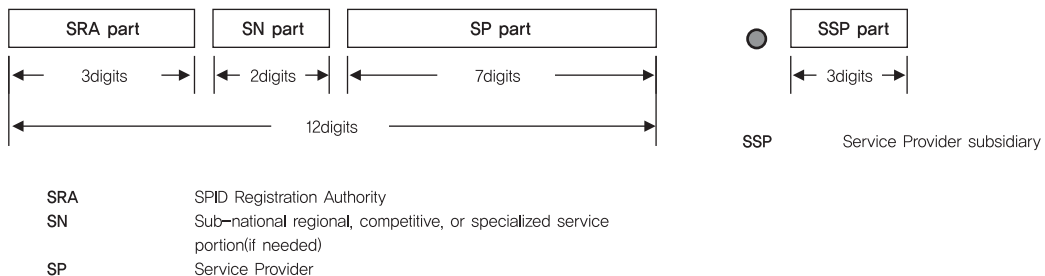 SRA part SN part SP part SSP part
3digits 2digits 7digits 3digits
12digits
SSP Service Provider subsidiary
SRA SPID Registration Authority
SN Sub-national regional, competitive, or specialized service
portion(if needed)
SP Service Provider